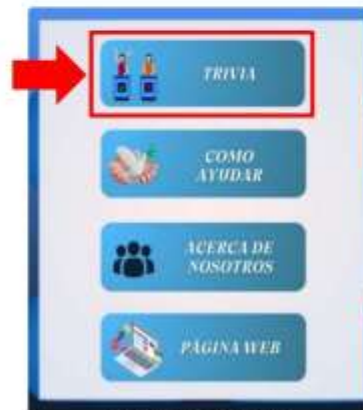 TRIVIA
COMO
AYUDAR
ACERCA DE
NOSOTROS
PÁGINA WEB